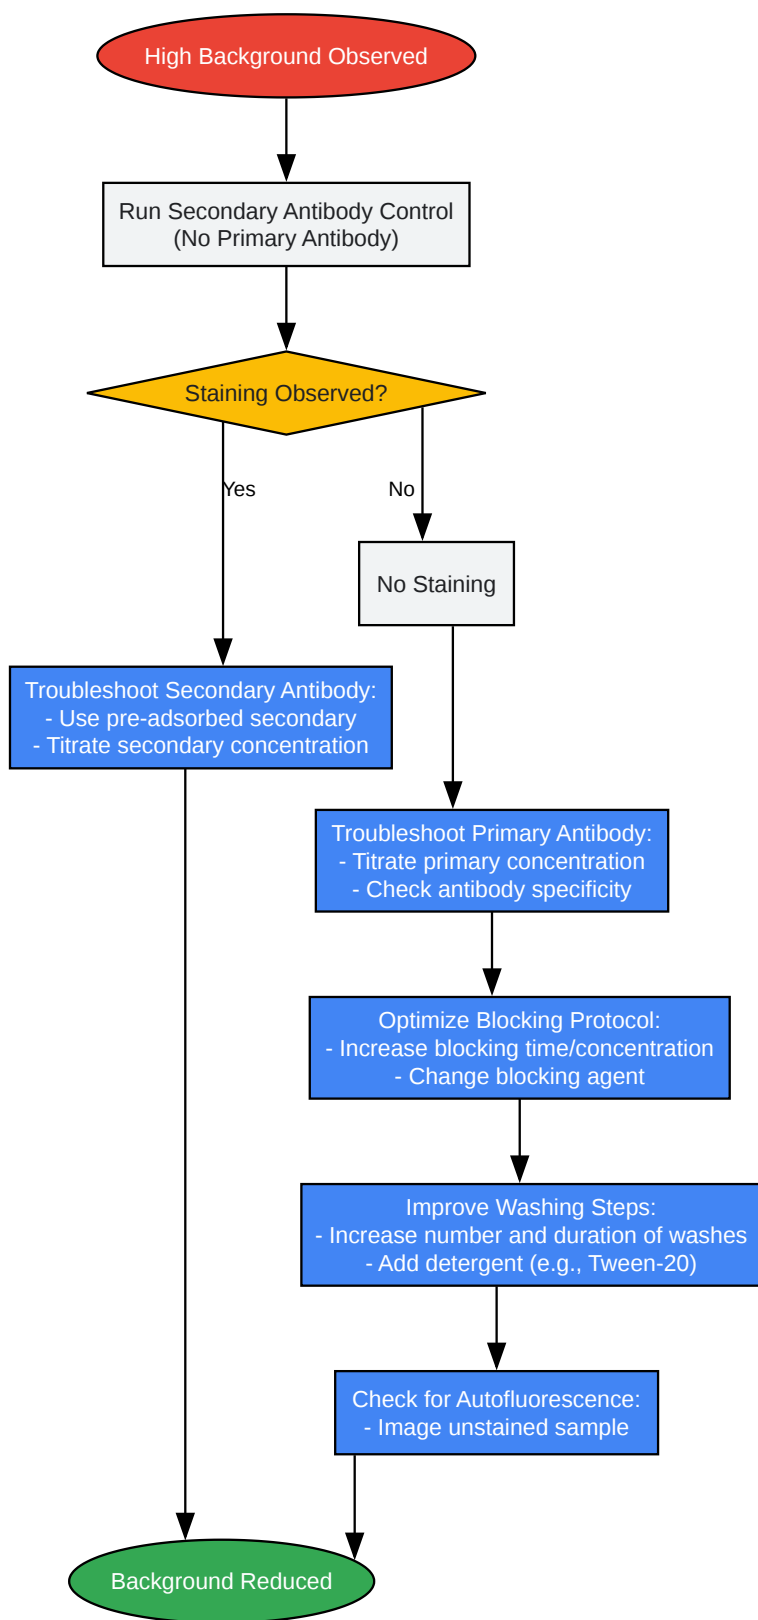 High Background Observed
Run Secondary Antibody Control
(No Primary Antibody)
Staining Observed?
Yes
No
No Staining
Troubleshoot Secondary Antibody:
- Use pre-adsorbed secondary
- Titrate secondary concentration
Troubleshoot Primary Antibody:
- Titrate primary concentration
- Check antibody specificity
Optimize Blocking Protocol:
- Increase blocking time/concentration
- Change blocking agent
Improve Washing Steps:
- Increase number and duration of washes
- Add detergent (e.g., Tween-20)
Check for Autofluorescence:
- Image unstained sample
Background Reduced